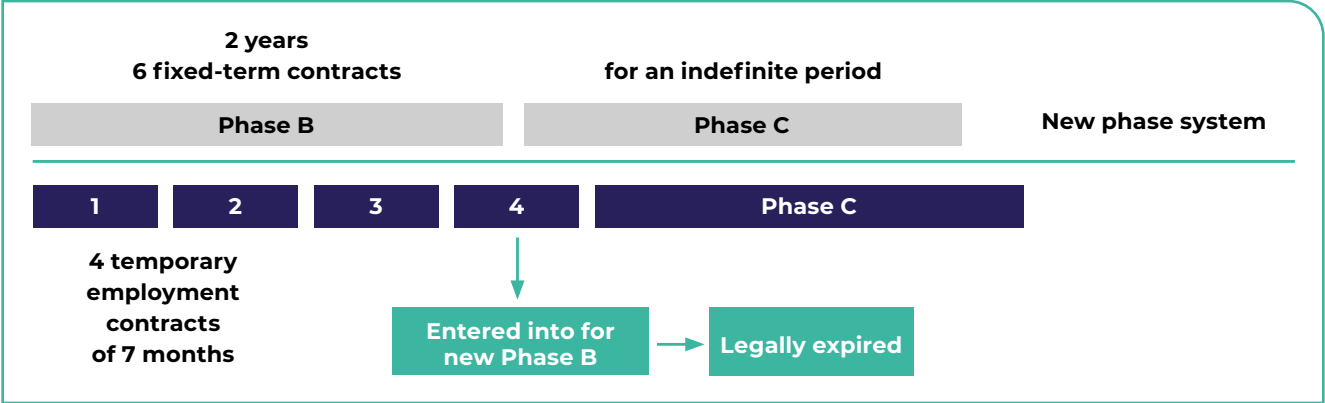 2 years
6 fixed-term contracts
for an indefinite period
Phase B
Phase C
New phase system
1
2
3
4
Phase C
4 temporary
employment
contracts
of 7 months
Entered into for
new Phase B
Legally expired